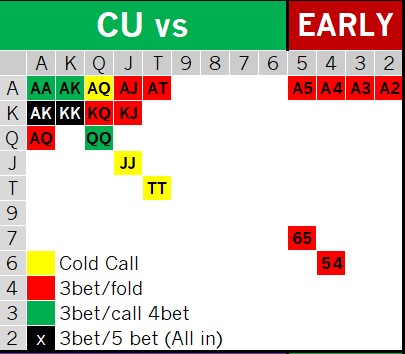 CU vs EARLY
A K Q J T 9 8 7 6 5 4 3 2
A AA AK AQ AJ AT A5 A4 A3 A2
K AK KK KQ KJ
Q AQ QQ
J JJ
T TT
9
7 65
6 Cold Call 54
4 3bet/fold
3 3bet/call 4bet
2 x 3bet/5 bet (All in)